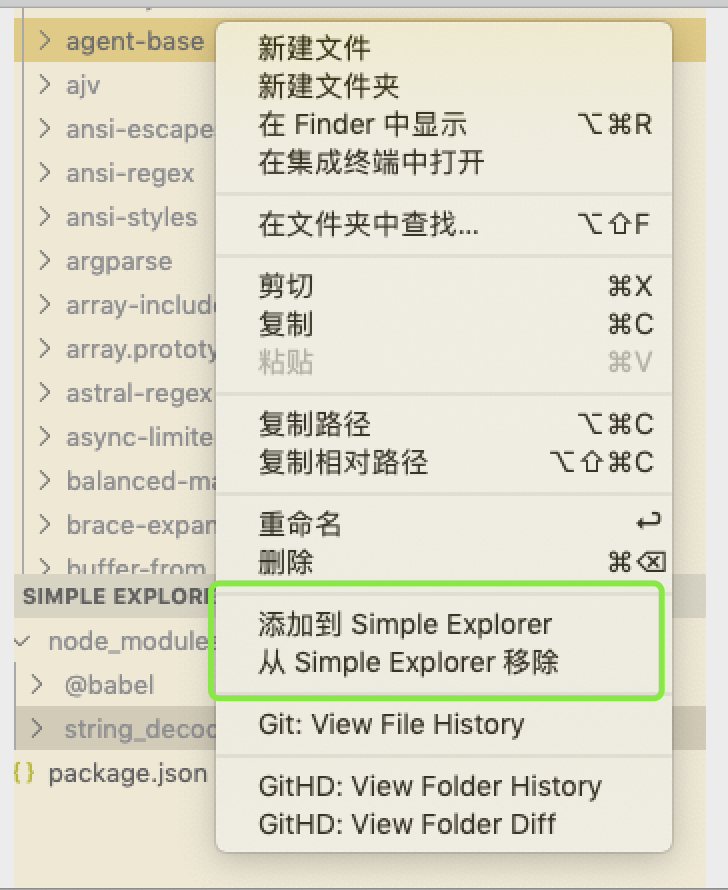 agent-base
ajv
ansi-escape
ansi-regex
ansi-styles
argparse
array-includ
array.prototy
astral-regex
async-limite
balanced-ma
brace-expan
buffer-from
SIMPLE EXPLORE
node_module
@babel
string_decod
{} package.json
新建文件
新建文件夹
在 Finder 中显示 ⌥⌘R
在集成终端中打开
在文件夹中查找... ⌥⇧F
剪切 ⌘X
复制 ⌘C
粘贴 ⌘V
复制路径 ⌥⌘C
复制相对路径 ⌥⇧⌘C
重命名 ↩
删除 ⌘⌫
添加到 Simple Explorer
从 Simple Explorer 移除
Git: View File History
GitHD: View Folder History
GitHD: View Folder Diff